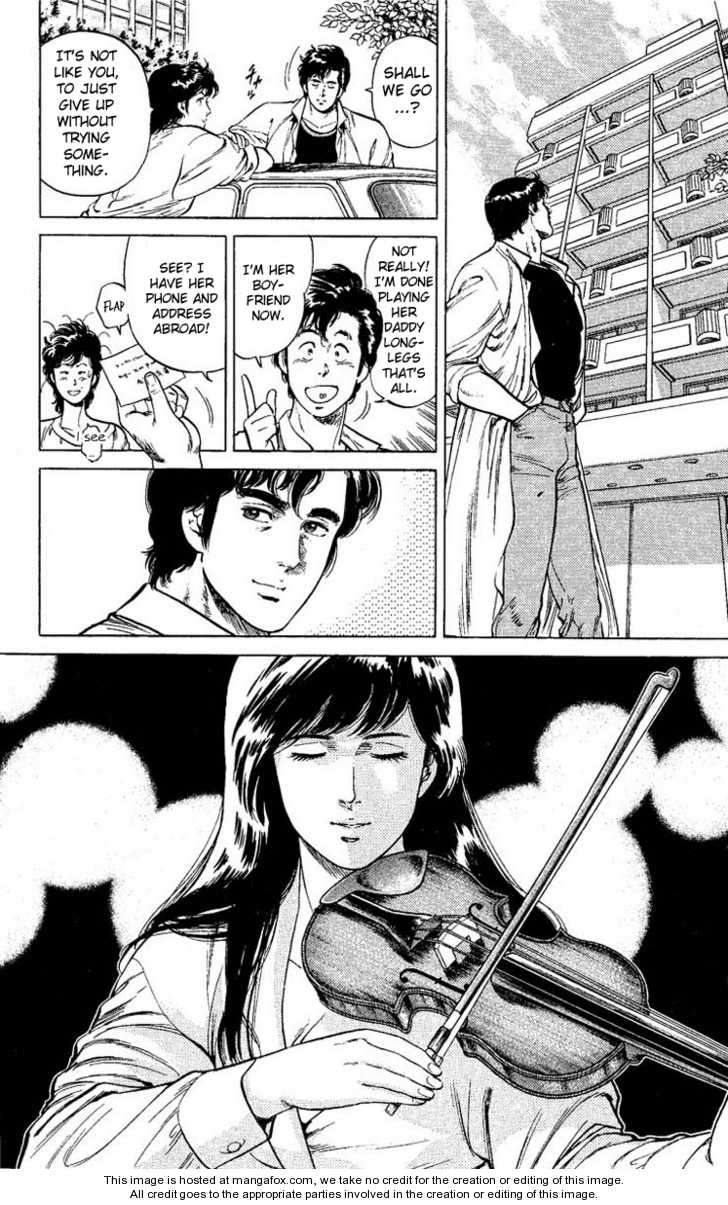 SHALL
WE GO
...?
IT'S NOT
LIKE YOU,
TO JUST
GIVE UP
WITHOUT
TRYING
SOME-
THING.
NOT
REALLY!
I'M DONE
PLAYING
HER
DADDY
LONG-
LEGS
THAT'S
ALL.
I'M HER
BOY-
FRIEND
NOW.
SEE? I
HAVE HER
PHONE AND
ADDRESS
ABROAD!
FLAP
see
This image is hosted at mangafox.com, we take no credit for the creation or editing of this image.
All credit goes to the appropriate parties involved in the creation or editing of this image.